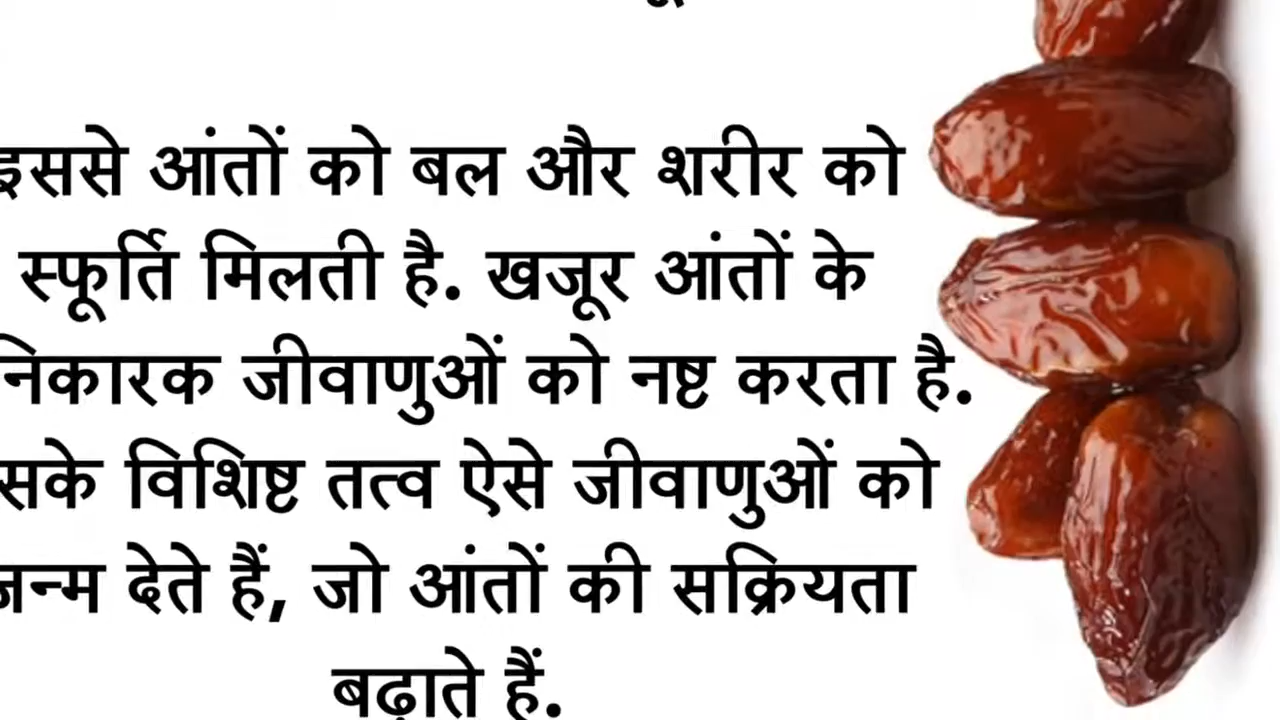 इससे आंतों को बल और शरीर को
स्फूर्ति मिलती है. खजूर आंतों के
निकारक जीवाणुओं को नष्ट करता है.
सके विशिष्ट तत्व ऐसे जीवाणुओं को
जन्म देते हैं, जो आंतों की सक्रियता
बढ़ाते हैं.